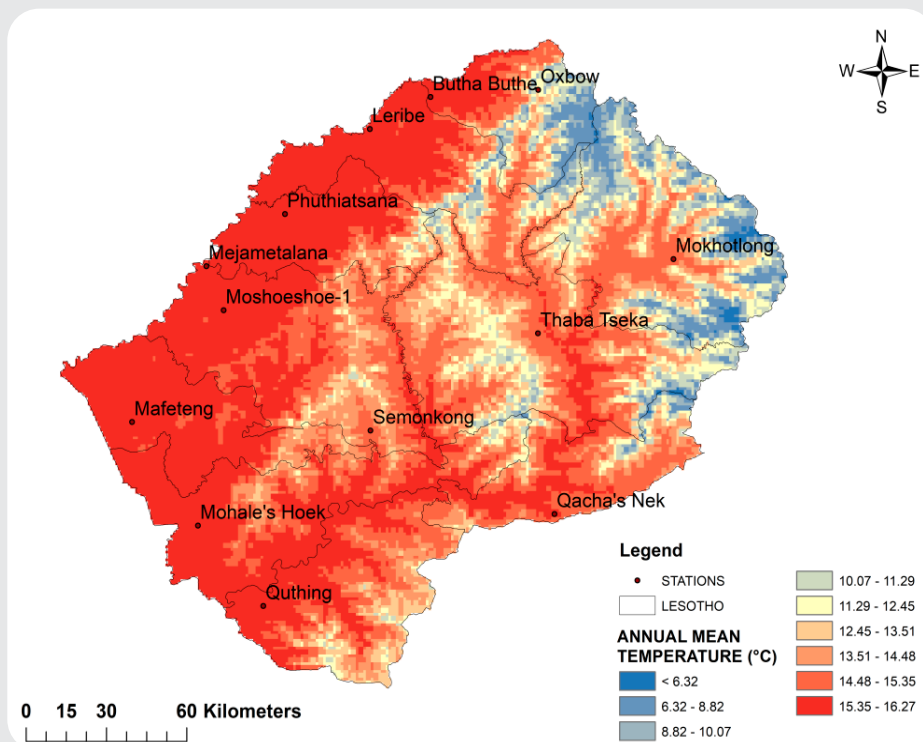 N
W E
S
Oxbow
Butha Buthe
Leribe
Phuthiatsana
Mejametalana
Mokhotlong
Moshoeshoe-1
Thaba Tseka
Mafeteng
Semonkong
Qacha's Nek
Mohale's Hoek
Quthing
Legend
STATIONS
LESOTHO
ANNUAL MEAN
TEMPERATURE (°C)
< 6.32
6.32 - 8.82
8.82 - 10.07
10.07 - 11.29
11.29 - 12.45
12.45 - 13.51
13.51 - 14.48
14.48 - 15.35
15.35 - 16.27
0 15 30 60 Kilometers